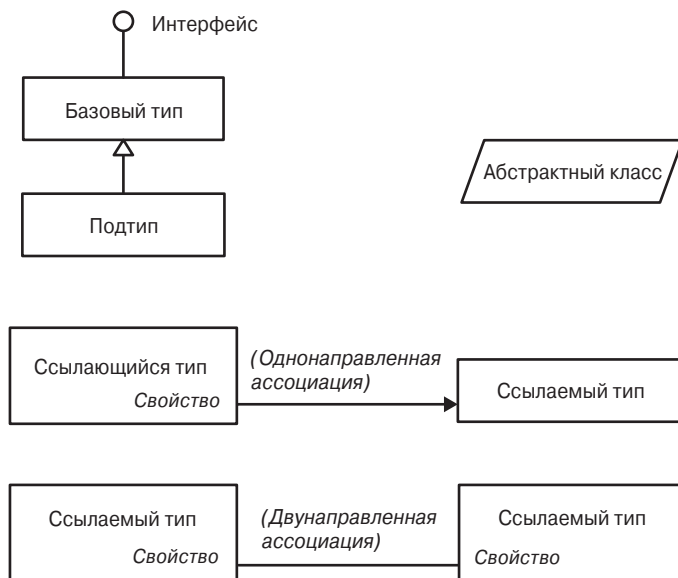 Интерфейс
Базовый тип
Абстрактный класс
Подтип
Ссылающийся тип
Свойство
(Однонаправленная
ассоциация)
Ссылаемый тип
Ссылаемый тип
Свойство
(Двунаправленная
ассоциация)
Ссылаемый тип
Свойство